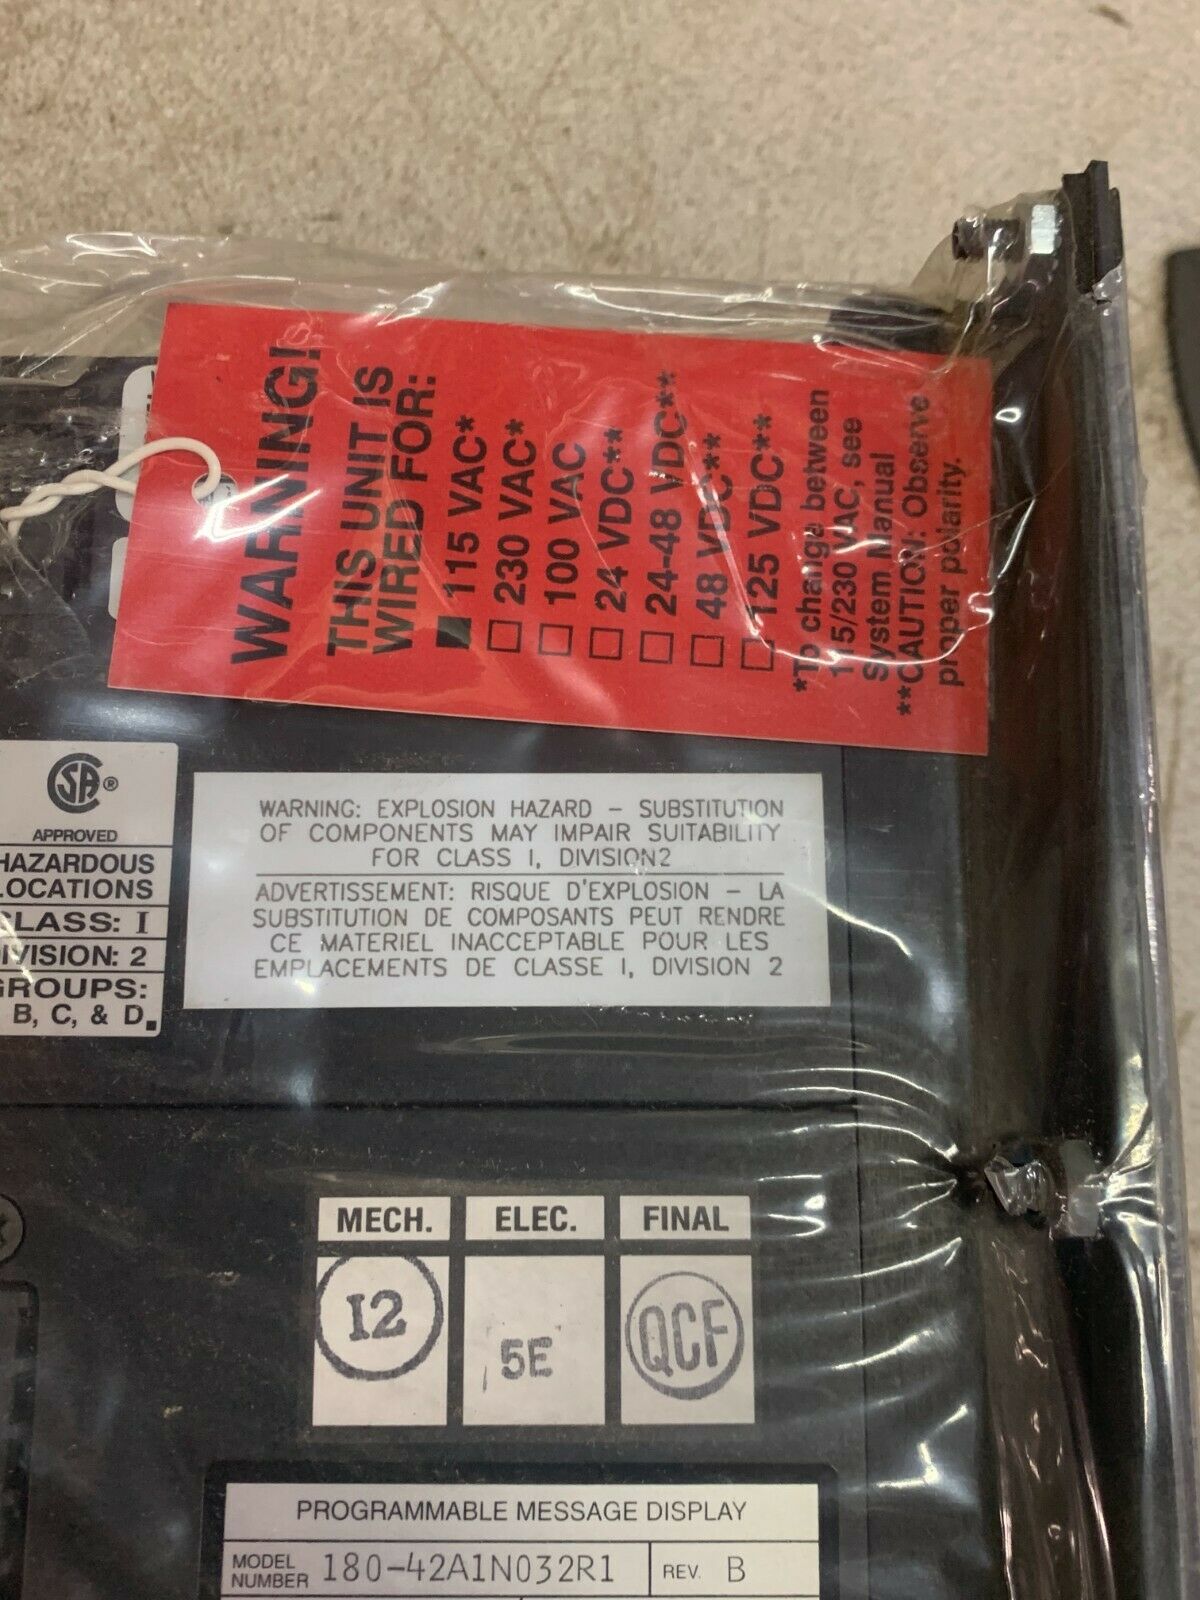 WARNING!
THIS UNIT IS
WIRED FOR:
115 VAC*
230 VAC*
100 VAC
24 VDC**
24-48 VDC**
48 VDC**
125 VDC**
*To change between
115/230 VAC, see
System Manual
**CAUTION: Observe
proper polarity.
CSA®
APPROVED
HAZARDOUS
LOCATIONS
CLASS: I
DIVISION: 2
GROUPS:
B, C, & D
WARNING: EXPLOSION HAZARD – SUBSTITUTION
OF COMPONENTS MAY IMPAIR SUITABILITY
FOR CLASS I, DIVISION2
ADVERTISSEMENT: RISQUE D'EXPLOSION – LA
SUBSTITUTION DE COMPOSANTS PEUT RENDRE
CE MATERIEL INACCEPTABLE POUR LES
EMPLACEMENTS DE CLASSE I, DIVISION 2
MECH. ELEC. FINAL
I2 5E QCF
PROGRAMMABLE MESSAGE DISPLAY
MODEL
NUMBER 180-42A1N032R1 REV. B